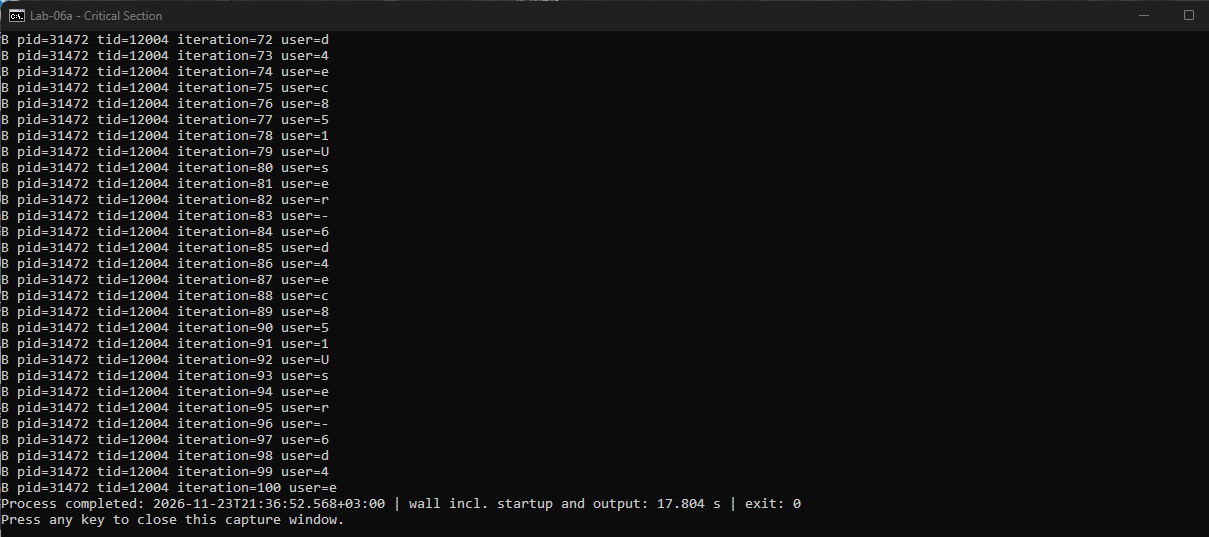 Lab-06a - Critical Section
B pid=31472 tid=12004 iteration=72 user=d
B pid=31472 tid=12004 iteration=73 user=4
B pid=31472 tid=12004 iteration=74 user=e
B pid=31472 tid=12004 iteration=75 user=c
B pid=31472 tid=12004 iteration=76 user=8
B pid=31472 tid=12004 iteration=77 user=5
B pid=31472 tid=12004 iteration=78 user=1
B pid=31472 tid=12004 iteration=79 user=U
B pid=31472 tid=12004 iteration=80 user=s
B pid=31472 tid=12004 iteration=81 user=e
B pid=31472 tid=12004 iteration=82 user=r
B pid=31472 tid=12004 iteration=83 user=-
B pid=31472 tid=12004 iteration=84 user=6
B pid=31472 tid=12004 iteration=85 user=d
B pid=31472 tid=12004 iteration=86 user=4
B pid=31472 tid=12004 iteration=87 user=e
B pid=31472 tid=12004 iteration=88 user=c
B pid=31472 tid=12004 iteration=89 user=8
B pid=31472 tid=12004 iteration=90 user=5
B pid=31472 tid=12004 iteration=91 user=1
B pid=31472 tid=12004 iteration=92 user=U
B pid=31472 tid=12004 iteration=93 user=s
B pid=31472 tid=12004 iteration=94 user=e
B pid=31472 tid=12004 iteration=95 user=r
B pid=31472 tid=12004 iteration=96 user=-
B pid=31472 tid=12004 iteration=97 user=6
B pid=31472 tid=12004 iteration=98 user=d
B pid=31472 tid=12004 iteration=99 user=4
B pid=31472 tid=12004 iteration=100 user=e
Process completed: 2026-11-23T21:36:52.568+03:00 | wall incl. startup and output: 17.804 s | exit: 0
Press any key to close this capture window.